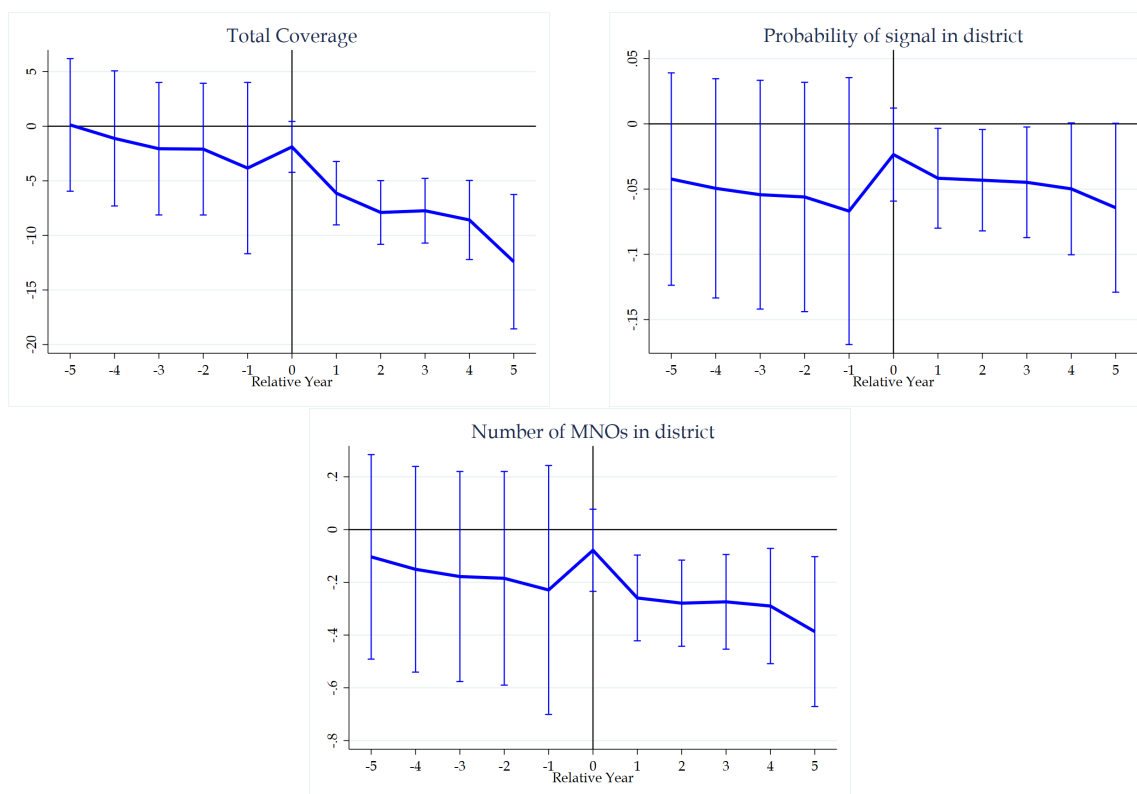 Total Coverage
5
0
-5
-10
-15
-20
-5 -4 -3 -2 -1 0 1 2 3 4 5
Relative Year
Probability of signal in district
.05
0
-.05
-.1
-.15
-5 -4 -3 -2 -1 0 1 2 3 4 5
Relative Year
Number of MNOs in district
.2
0
-.2
-.4
-.6
-.8
-5 -4 -3 -2 -1 0 1 2 3 4 5
Relative Year